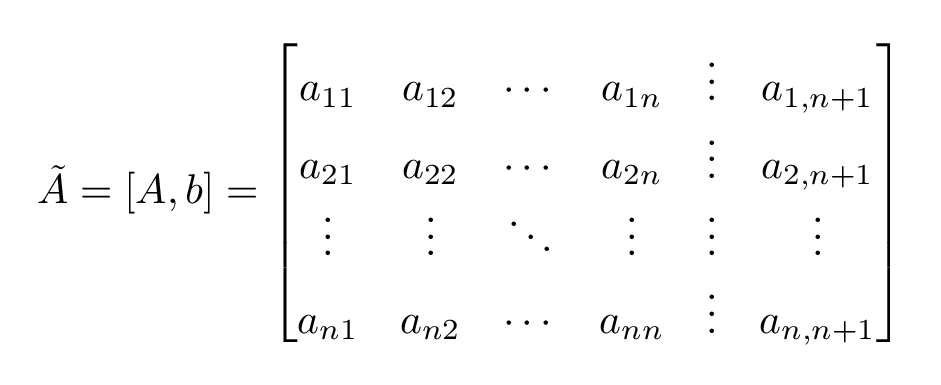 \tilde{A} = [A, b] = \begin{bmatrix} a_{11} & a_{12} & \cdots & a_{1n} & \vdots & a_{1,n+1} \\ a_{21} & a_{22} & \cdots & a_{2n} & \vdots & a_{2,n+1} \\ \vdots & \vdots & \ddots & \vdots & \vdots & \vdots \\ a_{n1} & a_{n2} & \cdots & a_{nn} & \vdots & a_{n,n+1} \end{bmatrix}